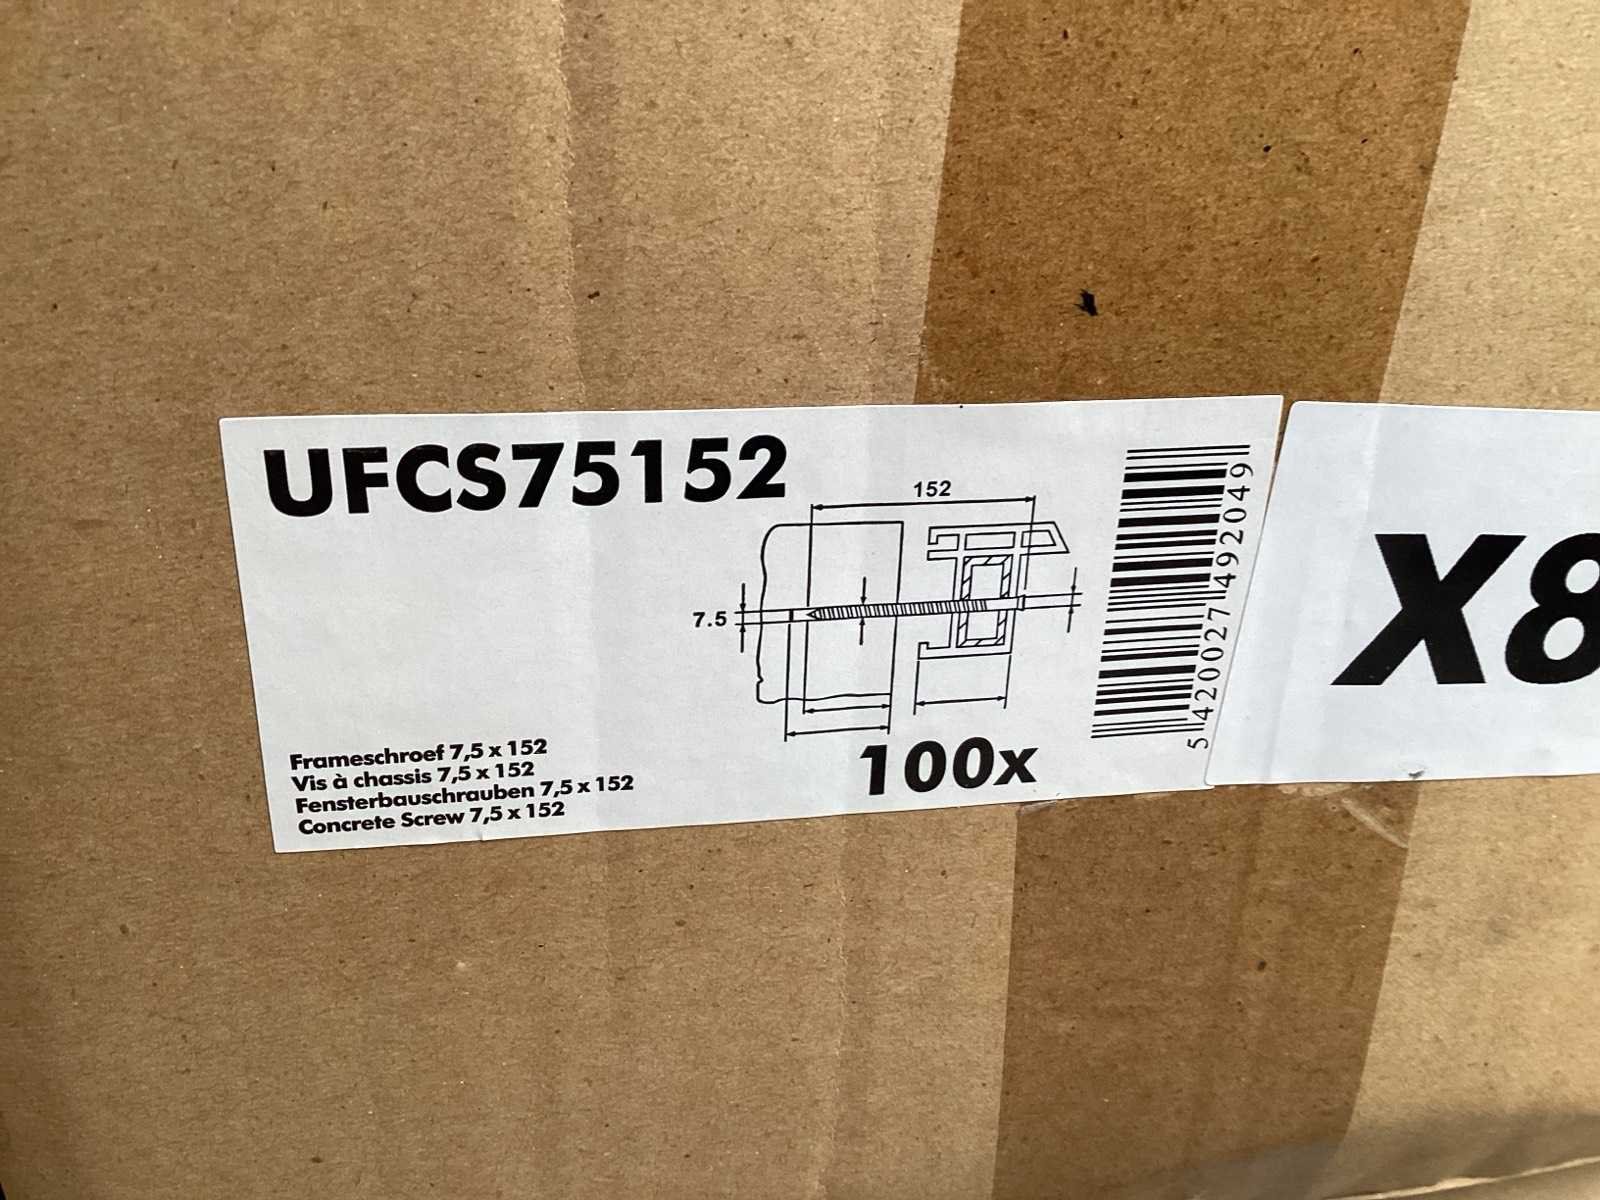 UFCS75152
152
7.5
100x
Frameschroef 7,5 x 152
Vis à chassis 7,5 x 152
Fensterbauschrauben 7,5 x 152
Concrete Screw 7,5 x 152
5 420027 492049
X8